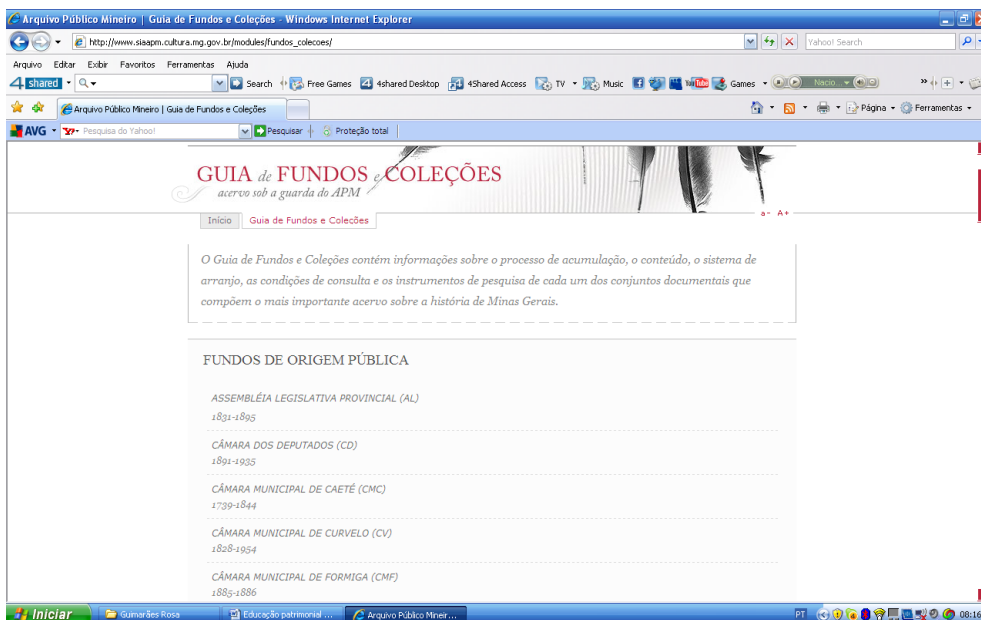 Arquivo Público Mineiro | Guia de Fundos e Coleções - Windows Internet Explorer
http://www.siaapm.cultura.mg.gov.br/modules/fundos_colecoes/ Yahoo! Search
Arquivo Editar Exibir Favoritos Ferramentas Ajuda
4 shared Search Free Games 4shared Desktop 4Shared Access TV Music Games Nacio
Arquivo Público Mineiro | Guia de Fundos e Coleções Página Ferramentas
AVG Pesquisa do Yahoo! Pesquisar Proteção total
GUIA de FUNDOS e COLEÇÕES
acervo sob a guarda do APM
a- A+
Início Guia de Fundos e Coleções
O Guia de Fundos e Coleções contém informações sobre o processo de acumulação, o conteúdo, o sistema de
arranjo, as condições de consulta e os instrumentos de pesquisa de cada um dos conjuntos documentais que
compõem o mais importante acervo sobre a história de Minas Gerais.
FUNDOS DE ORIGEM PÚBLICA
ASSEMBLÉIA LEGISLATIVA PROVINCIAL (AL)
1831-1895
CÂMARA DOS DEPUTADOS (CD)
1891-1935
CÂMARA MUNICIPAL DE CAETÉ (CMC)
1739-1844
CÂMARA MUNICIPAL DE CURVELO (CV)
1828-1954
CÂMARA MUNICIPAL DE FORMIGA (CMF)
1885-1886
Iniciar Guimarães Rosa Educação patrimonial ... Arquivo Público Mineir... PT 08:16